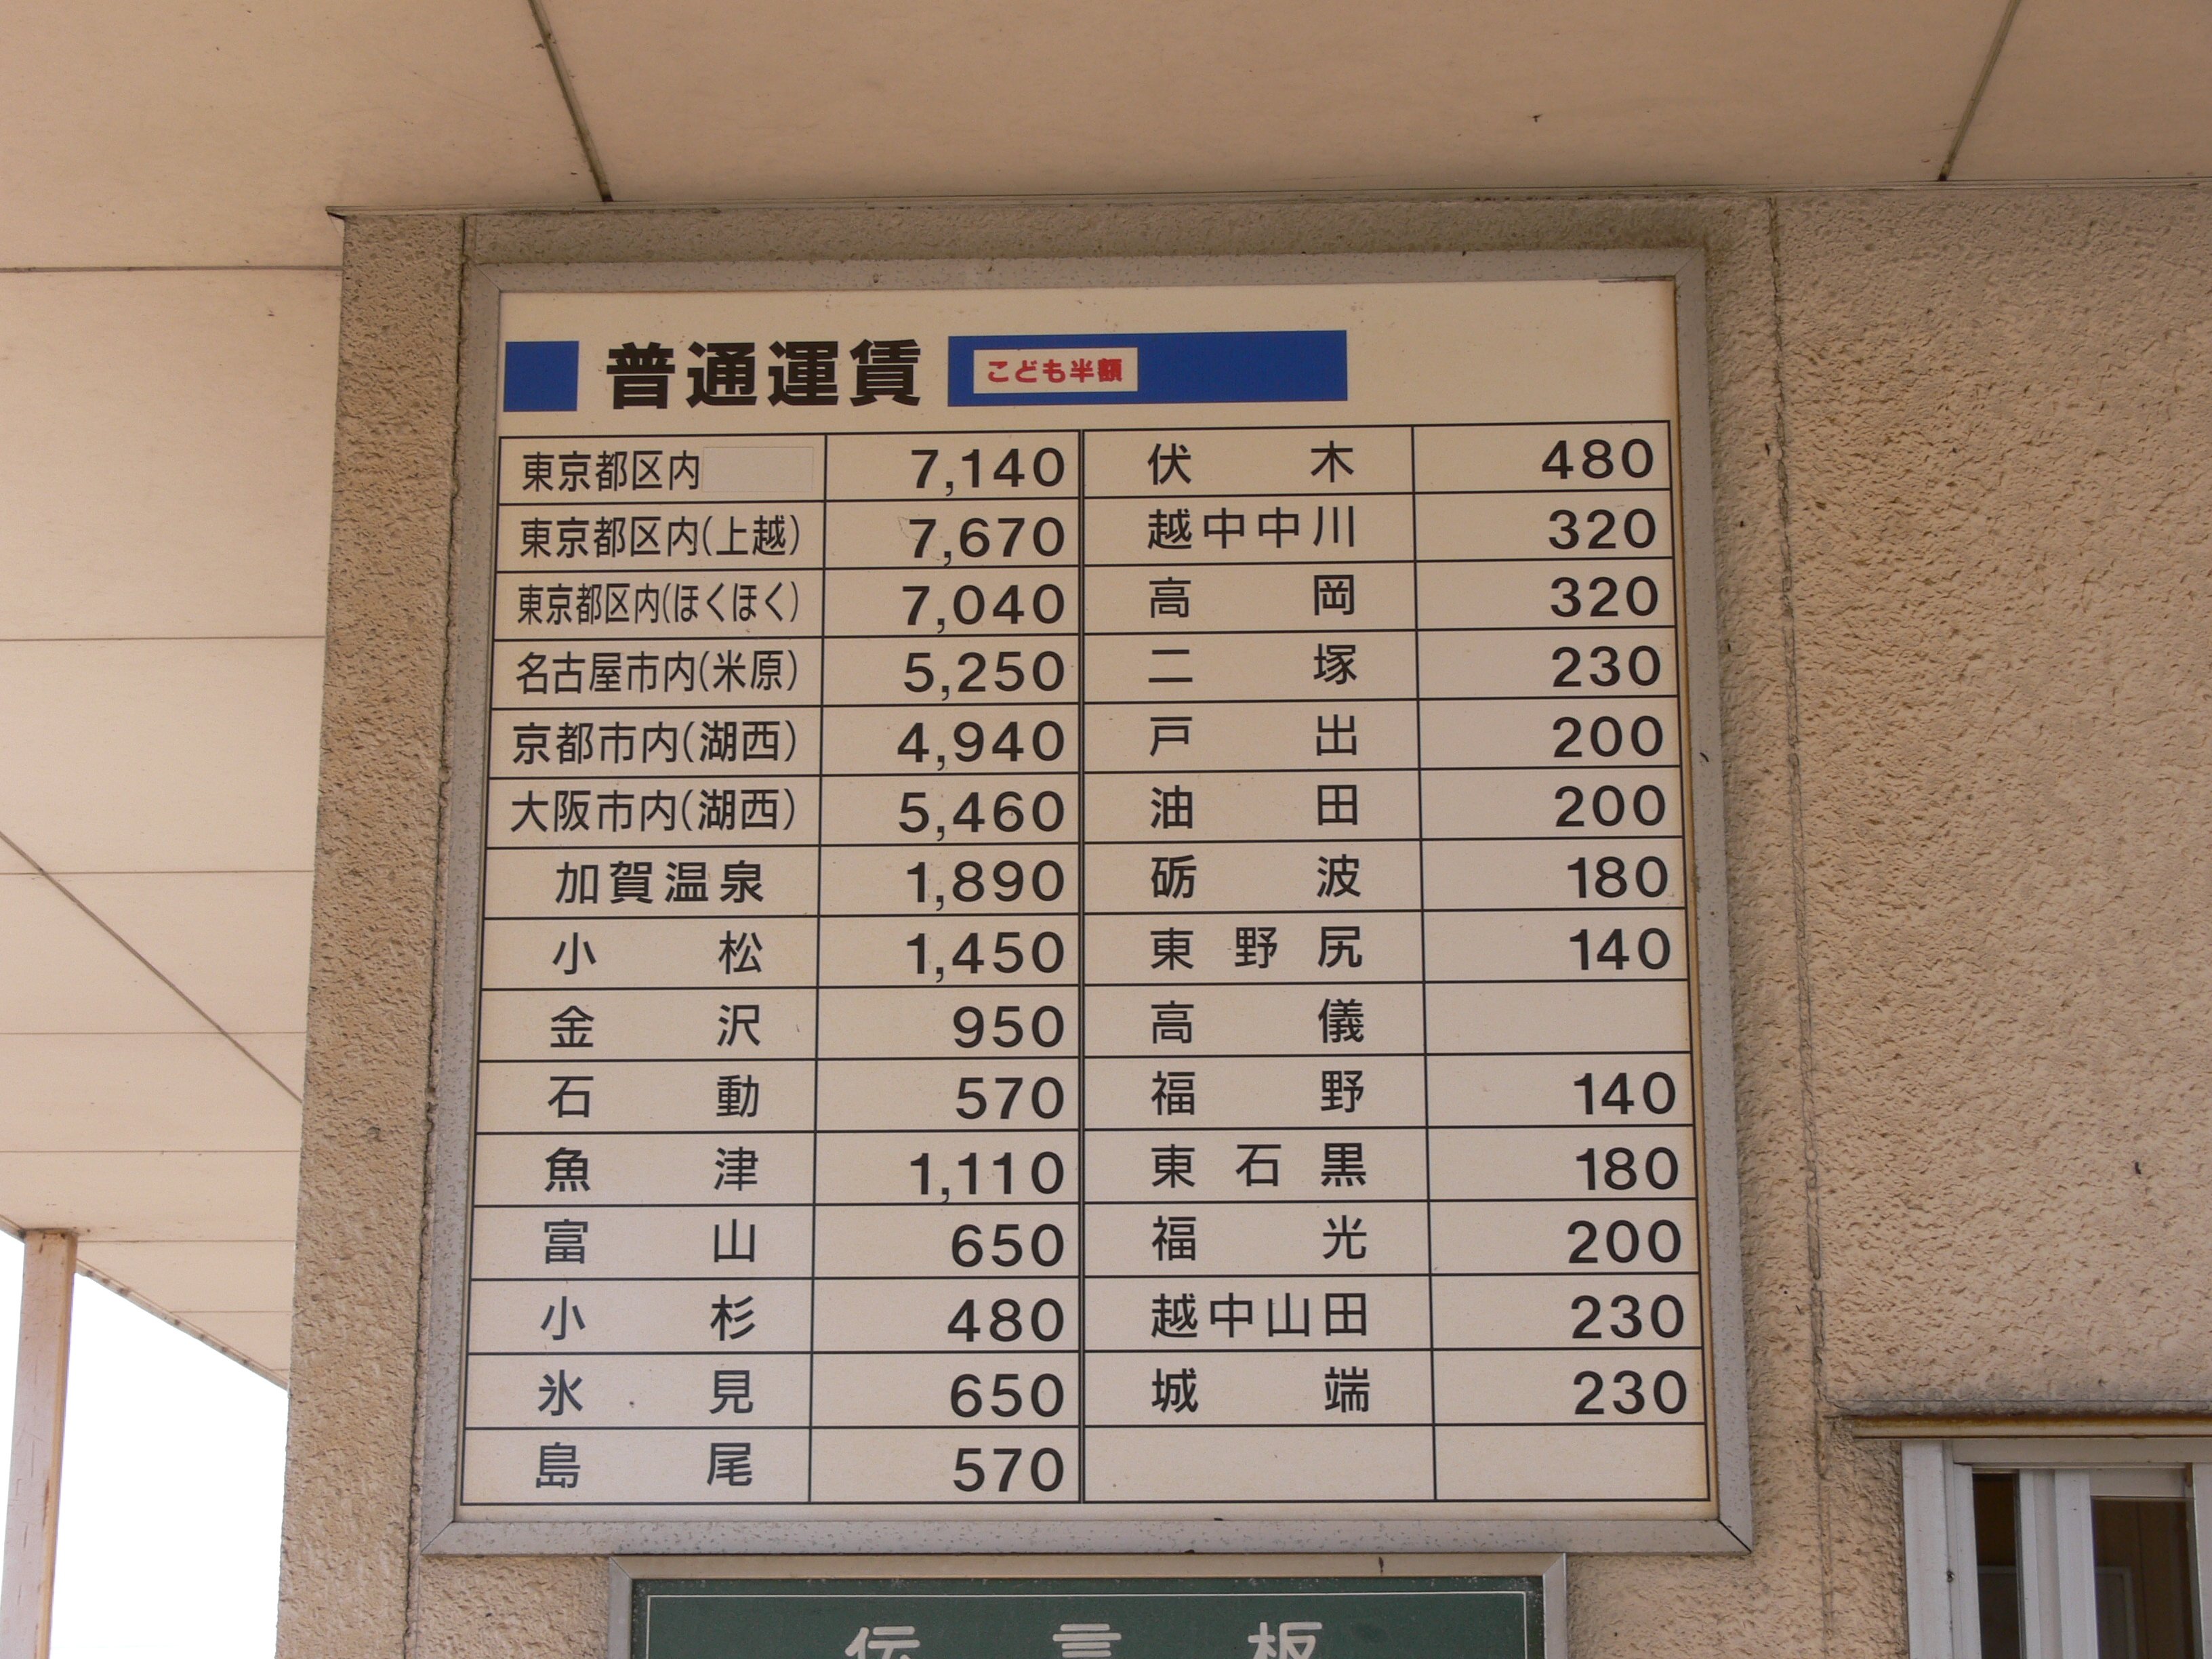 普通運賃 こども半額
東京都区内 7,140
東京都区内(上越) 7,670
東京都区内(ほくほく) 7,040
名古屋市内(米原) 5,250
京都市内(湖西) 4,940
大阪市内(湖西) 5,460
加賀温泉 1,890
小松 1,450
金沢 950
石動 570
魚津 1,110
富山 650
小杉 480
氷見 650
島尾 570
伏木 480
越中中川 320
高岡 320
二塚 230
戸出 200
油田 200
砺波 180
東野尻 140
高儀
福野 140
東石黒 180
福光 200
越中山田 230
城端 230
伝言板